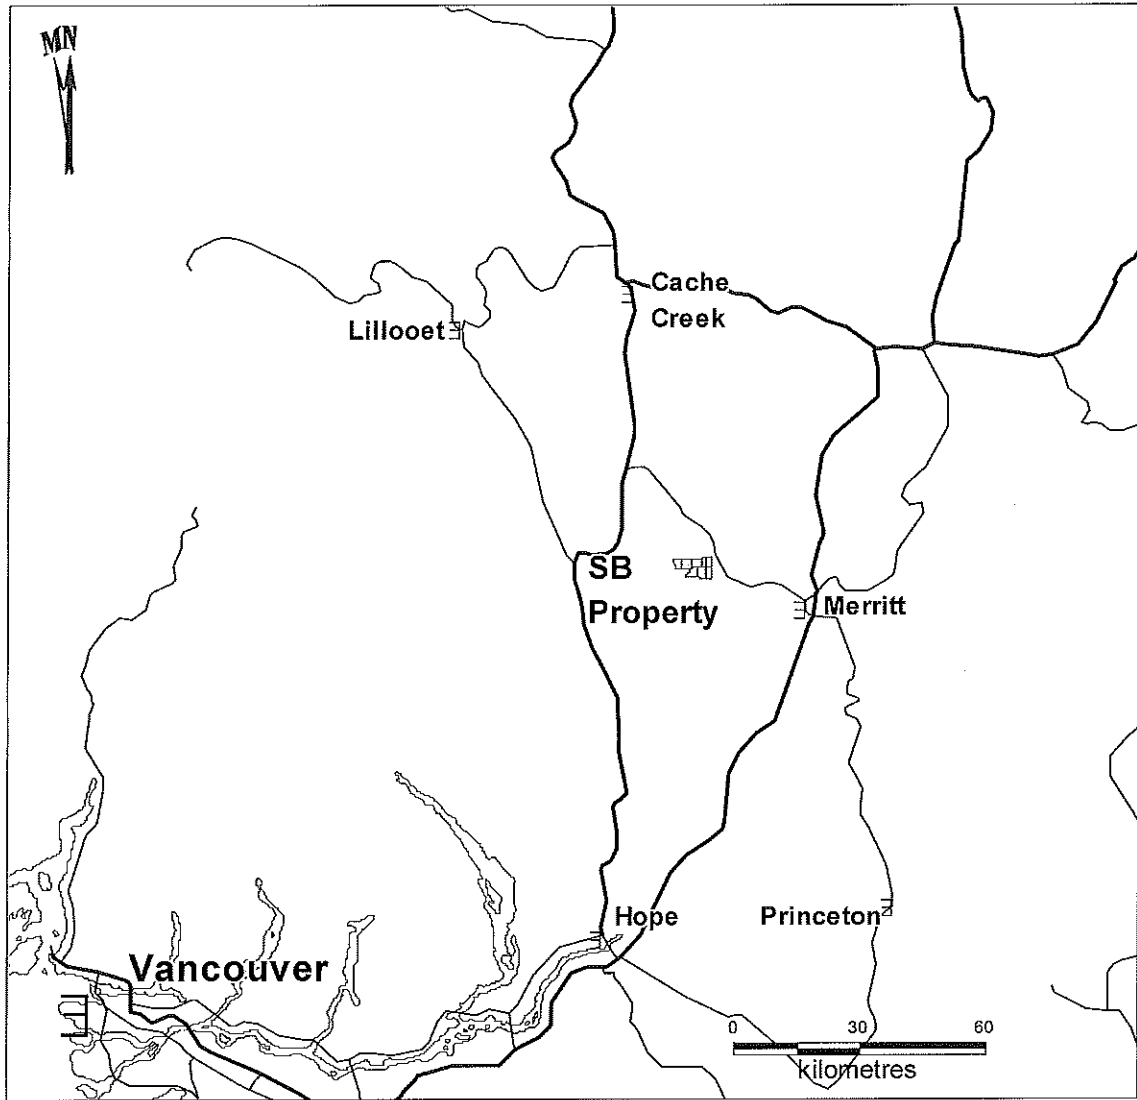 MN
Cache
Creek
Lillooet
SB
Property
Merritt
Hope
Princeton
Vancouver
0 30 60
kilometres